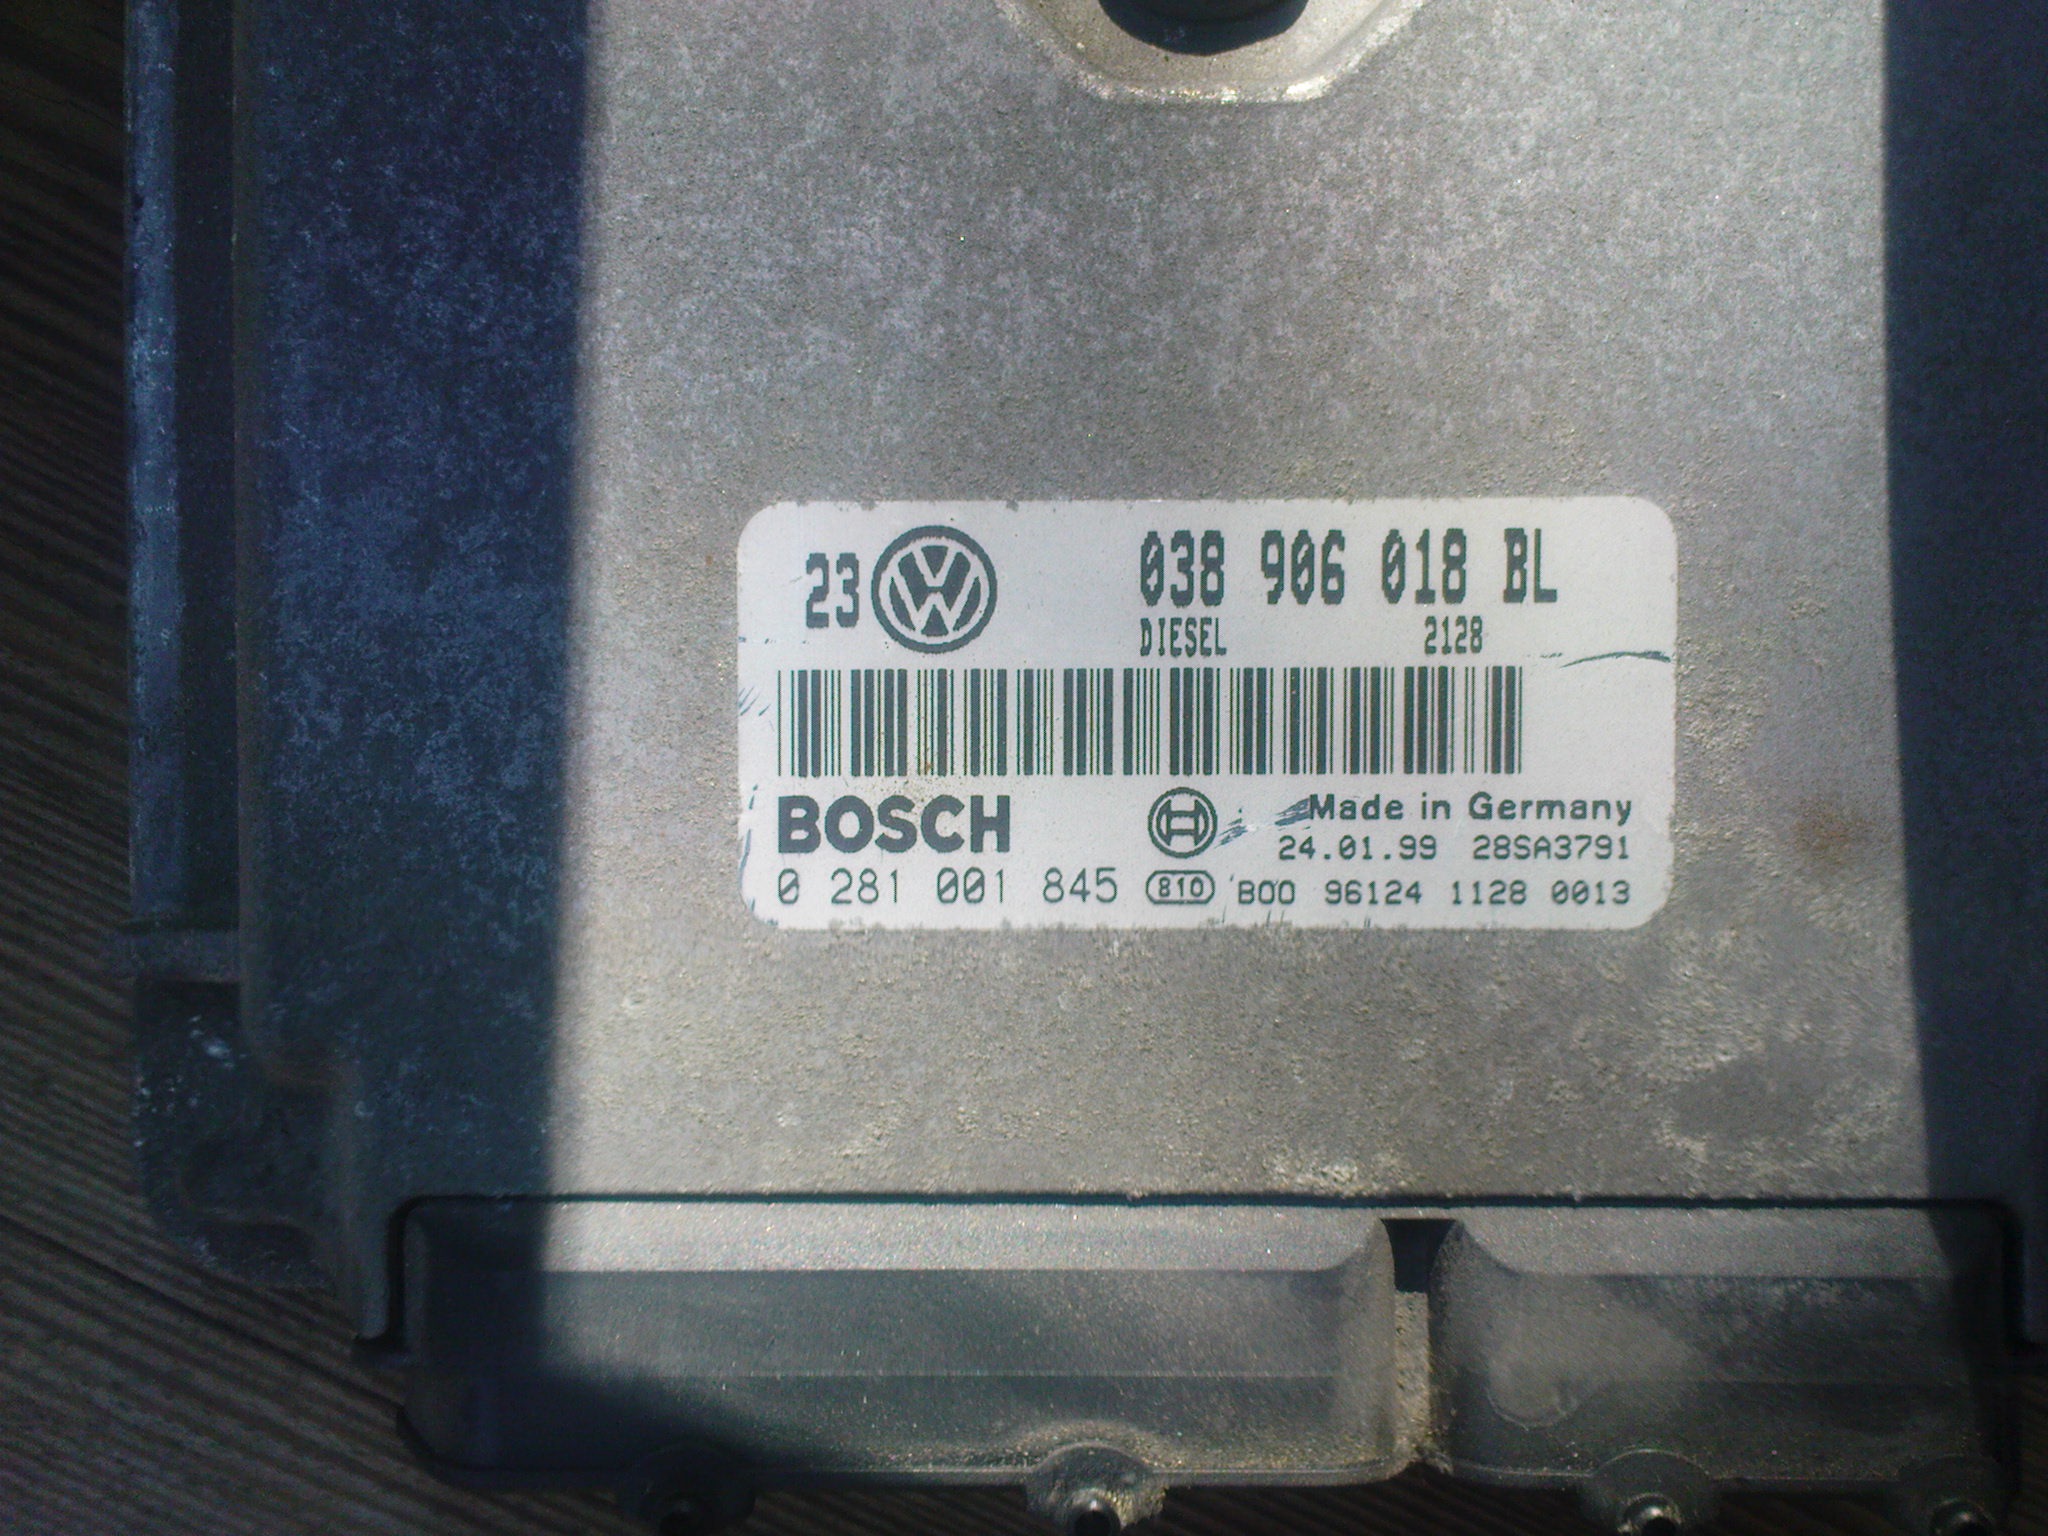 23 038 906 018 BL
DIESEL 2128
BOSCH Made in Germany
24.01.99 28SA3791
0 281 001 845 810 B00 96124 1128 0013